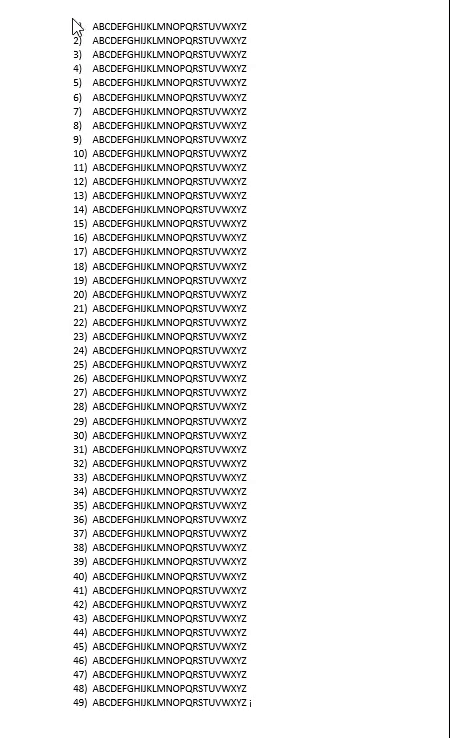 1) ABCDEFGHIJKLMNOPQRSTUVWXYZ
2) ABCDEFGHIJKLMNOPQRSTUVWXYZ
3) ABCDEFGHIJKLMNOPQRSTUVWXYZ
4) ABCDEFGHIJKLMNOPQRSTUVWXYZ
5) ABCDEFGHIJKLMNOPQRSTUVWXYZ
6) ABCDEFGHIJKLMNOPQRSTUVWXYZ
7) ABCDEFGHIJKLMNOPQRSTUVWXYZ
8) ABCDEFGHIJKLMNOPQRSTUVWXYZ
9) ABCDEFGHIJKLMNOPQRSTUVWXYZ
10) ABCDEFGHIJKLMNOPQRSTUVWXYZ
11) ABCDEFGHIJKLMNOPQRSTUVWXYZ
12) ABCDEFGHIJKLMNOPQRSTUVWXYZ
13) ABCDEFGHIJKLMNOPQRSTUVWXYZ
14) ABCDEFGHIJKLMNOPQRSTUVWXYZ
15) ABCDEFGHIJKLMNOPQRSTUVWXYZ
16) ABCDEFGHIJKLMNOPQRSTUVWXYZ
17) ABCDEFGHIJKLMNOPQRSTUVWXYZ
18) ABCDEFGHIJKLMNOPQRSTUVWXYZ
19) ABCDEFGHIJKLMNOPQRSTUVWXYZ
20) ABCDEFGHIJKLMNOPQRSTUVWXYZ
21) ABCDEFGHIJKLMNOPQRSTUVWXYZ
22) ABCDEFGHIJKLMNOPQRSTUVWXYZ
23) ABCDEFGHIJKLMNOPQRSTUVWXYZ
24) ABCDEFGHIJKLMNOPQRSTUVWXYZ
25) ABCDEFGHIJKLMNOPQRSTUVWXYZ
26) ABCDEFGHIJKLMNOPQRSTUVWXYZ
27) ABCDEFGHIJKLMNOPQRSTUVWXYZ
28) ABCDEFGHIJKLMNOPQRSTUVWXYZ
29) ABCDEFGHIJKLMNOPQRSTUVWXYZ
30) ABCDEFGHIJKLMNOPQRSTUVWXYZ
31) ABCDEFGHIJKLMNOPQRSTUVWXYZ
32) ABCDEFGHIJKLMNOPQRSTUVWXYZ
33) ABCDEFGHIJKLMNOPQRSTUVWXYZ
34) ABCDEFGHIJKLMNOPQRSTUVWXYZ
35) ABCDEFGHIJKLMNOPQRSTUVWXYZ
36) ABCDEFGHIJKLMNOPQRSTUVWXYZ
37) ABCDEFGHIJKLMNOPQRSTUVWXYZ
38) ABCDEFGHIJKLMNOPQRSTUVWXYZ
39) ABCDEFGHIJKLMNOPQRSTUVWXYZ
40) ABCDEFGHIJKLMNOPQRSTUVWXYZ
41) ABCDEFGHIJKLMNOPQRSTUVWXYZ
42) ABCDEFGHIJKLMNOPQRSTUVWXYZ
43) ABCDEFGHIJKLMNOPQRSTUVWXYZ
44) ABCDEFGHIJKLMNOPQRSTUVWXYZ
45) ABCDEFGHIJKLMNOPQRSTUVWXYZ
46) ABCDEFGHIJKLMNOPQRSTUVWXYZ
47) ABCDEFGHIJKLMNOPQRSTUVWXYZ
48) ABCDEFGHIJKLMNOPQRSTUVWXYZ
49) ABCDEFGHIJKLMNOPQRSTUVWXYZ